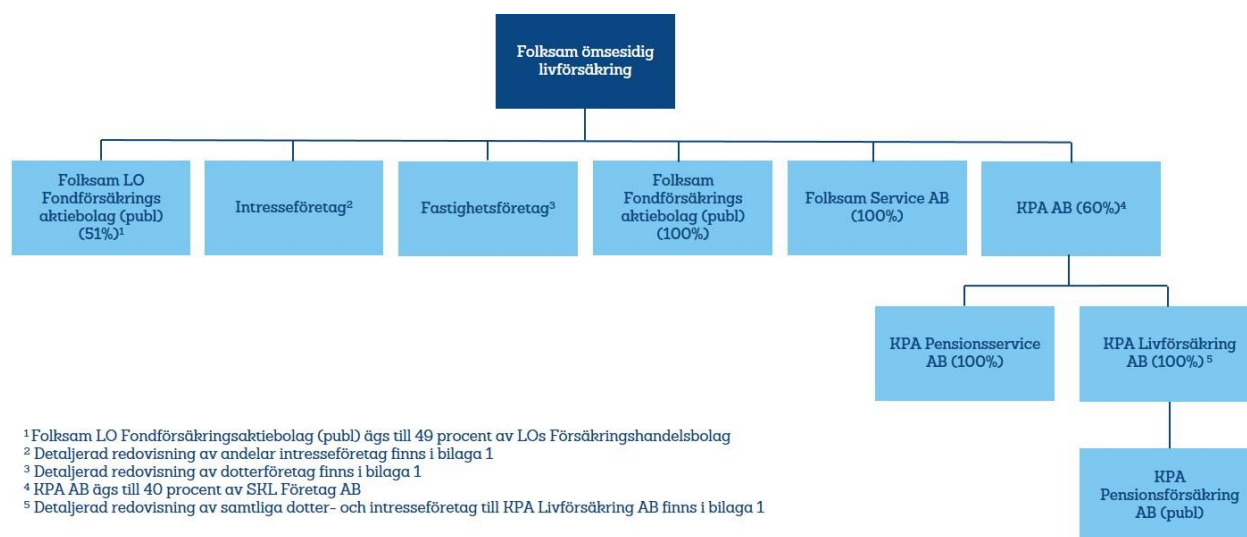 Folksam ömsesidig
livförsäkring
Folksam LO
Fondförsäkrings
aktiebolag (publ)
(51%)¹
Intresseföretag²
Fastighetsföretag³
Folksam
Fondförsäkrings
aktiebolag (publ)
(100%)
Folksam Service AB
(100%)
KPA AB (60%)⁴
KPA Pensionsservice
AB (100%)
KPA Livförsäkring
AB (100%) ⁵
KPA
Pensionsförsäkring
AB (publ)
¹ Folksam LO Fondförsäkringsaktiebolag (publ) ägs till 49 procent av LOs Försäkringshandelsbolag
² Detaljerad redovisning av andelar intresseföretag finns i bilaga 1
³ Detaljerad redovisning av dotterföretag finns i bilaga 1
⁴ KPA AB ägs till 40 procent av SKL Företag AB
⁵ Detaljerad redovisning av samtliga dotter- och intresseföretag till KPA Livförsäkring AB finns i bilaga 1